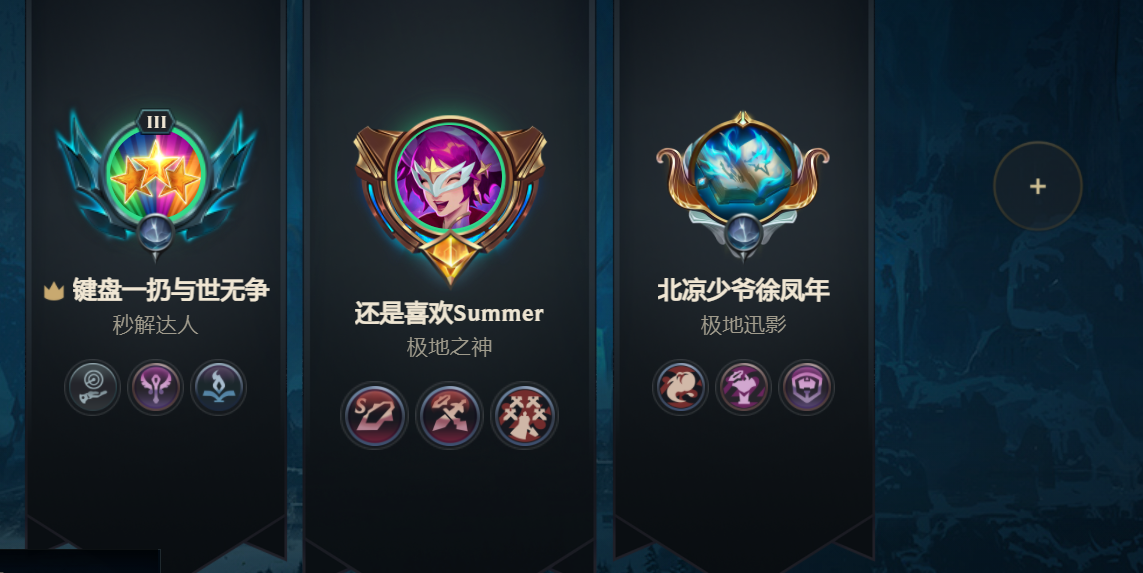 III
键盘一扔与世无争
秒解达人
还是喜欢Summer
极地之神
S
北凉少爷徐凤年
极地迅影
+